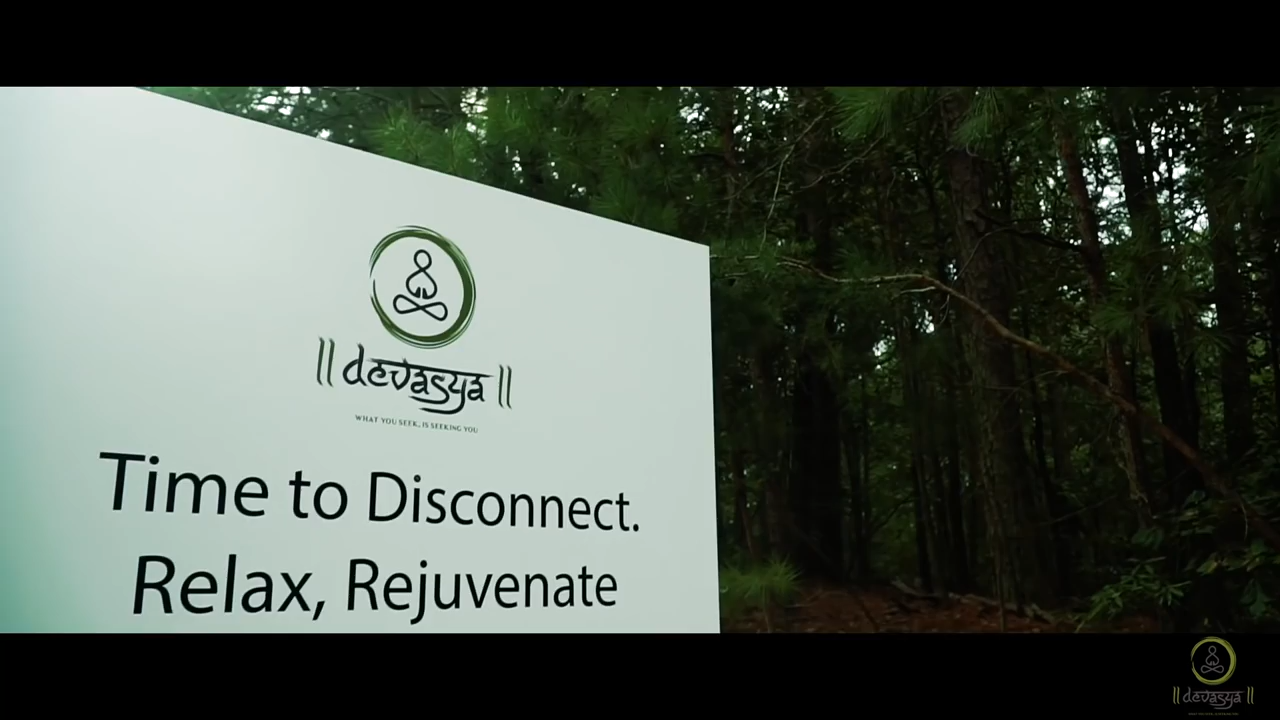 || devasya ||
WHAT YOU SEEK, IS SEEKING YOU
Time to Disconnect.
Relax, Rejuvenate
|| devasya ||